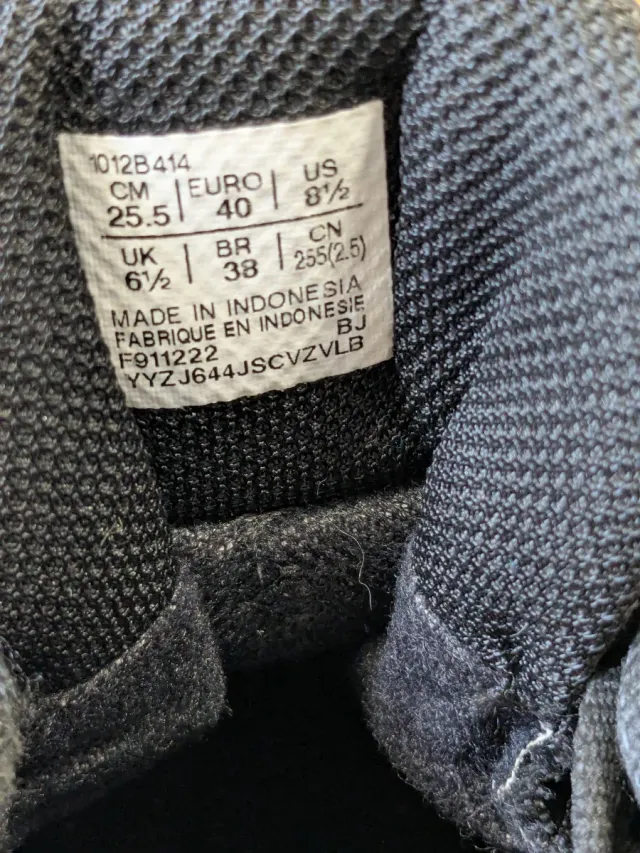 1012B414
CM | EURO | US
25.5 | 40 | 8½
UK | BR | CN
6½ | 38 | 255(2.5)
MADE IN INDONESIA
FABRIQUE EN INDONESIE
F911222 BJ
YYZJ644JSCVZVLB